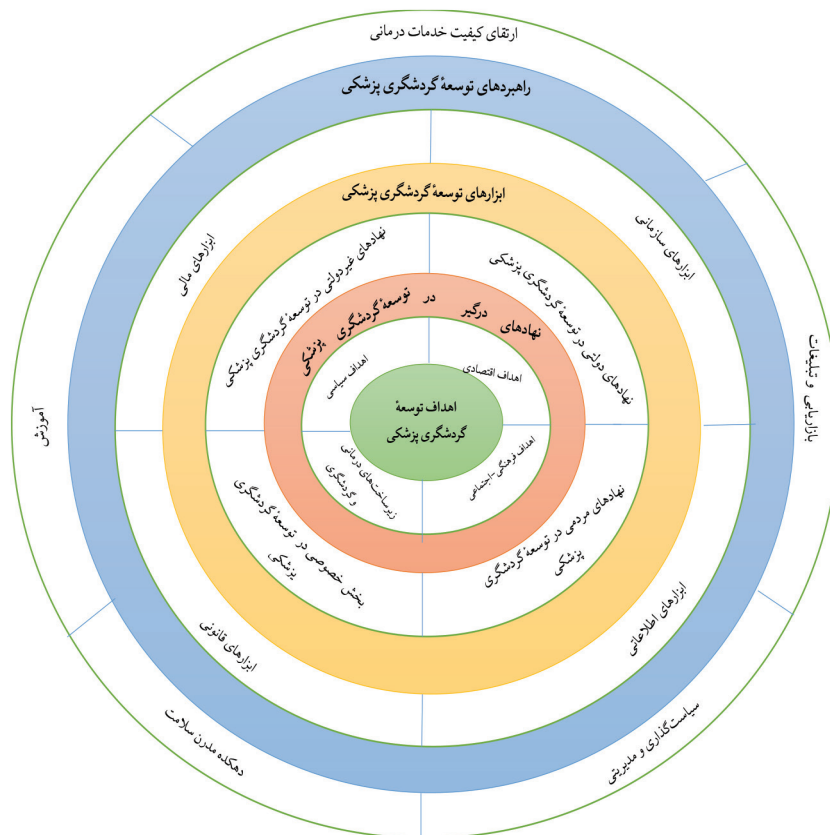 ارتقای کیفیت خدمات درمانی
راهبردهای توسعهٔ گردشگری پزشکی
ابزارهای توسعهٔ گردشگری پزشکی
ابزارهای سازمانی
ابزارهای مالی
نهادهای غیردولتی در توسعهٔ گردشگری پزشکی
نهادهای دولتی در توسعهٔ گردشگری پزشکی
نهادهای درگیر در توسعهٔ گردشگری پزشکی
اهداف اقتصادی
اهداف سیاسی
بازاریابی و تبلیغات
آموزش
اهداف توسعهٔ
گردشگری پزشکی
اهداف فرهنگی-اجتماعی
زیرساخت‌های درمانی
و گردشگری
نهادهای مردمی در توسعهٔ گردشگری
پزشکی
بخش خصوصی در توسعهٔ گردشگری
پزشکی
ابزارهای اطلاعاتی
ابزارهای قانونی
سیاست‌گذاری و مدیریتی
دهکده مدرن سلامت